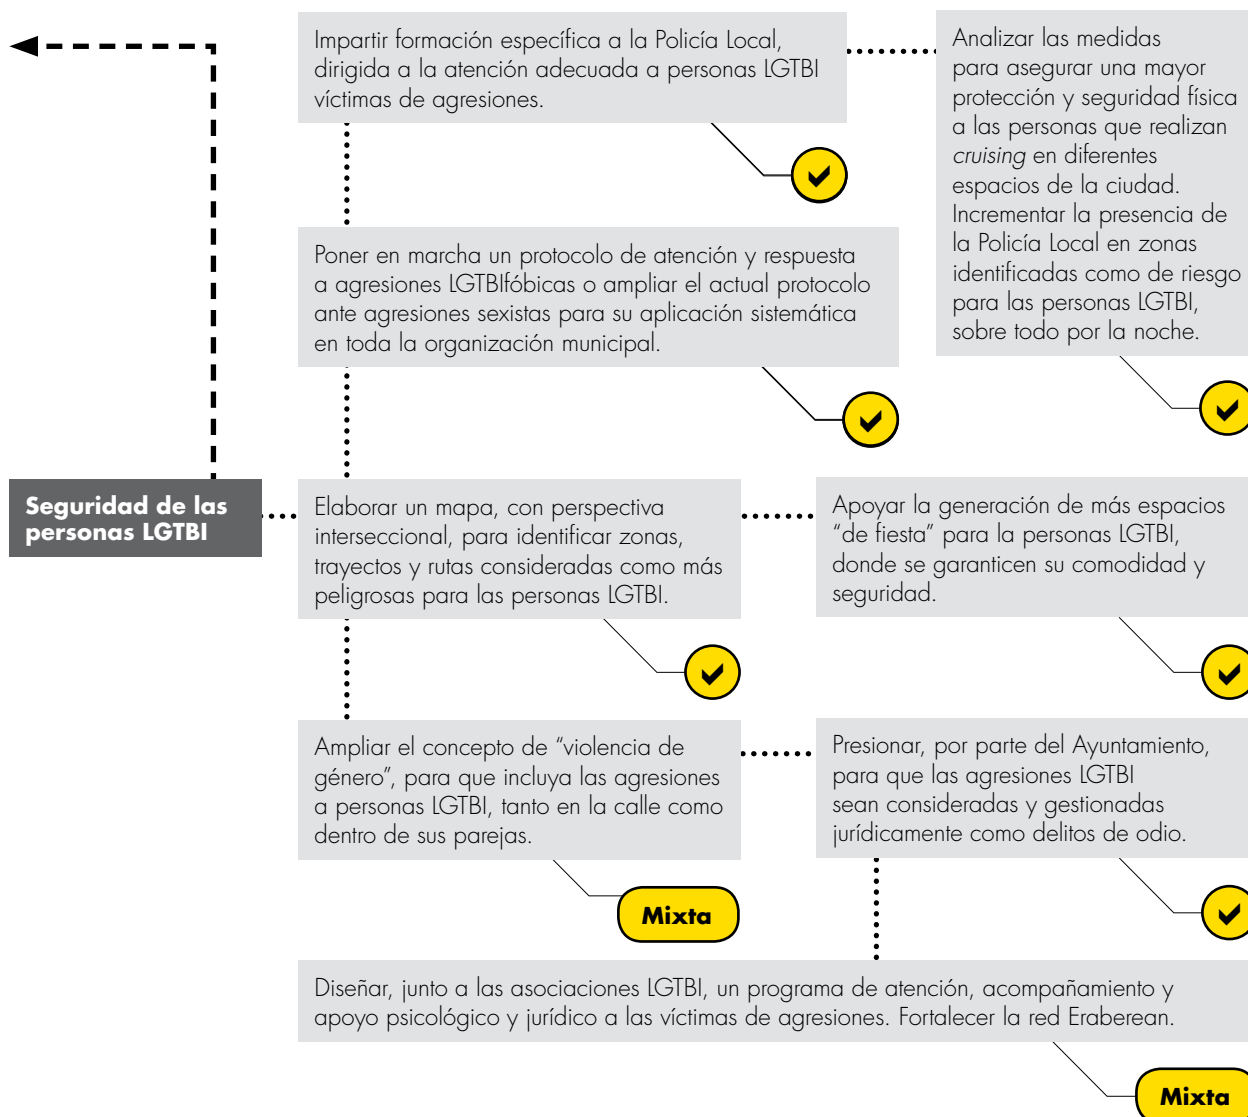 Impartir formación específica a la Policía Local,
dirigida a la atención adecuada a personas LGTBI
víctimas de agresiones.
Analizar las medidas
para asegurar una mayor
protección y seguridad física
a las personas que realizan
cruising en diferentes
espacios de la ciudad.
Incrementar la presencia de
la Policía Local en zonas
identificadas como de riesgo
para las personas LGTBI,
sobre todo por la noche.
Poner en marcha un protocolo de atención y respuesta
a agresiones LGTBIfóbicas o ampliar el actual protocolo
ante agresiones sexistas para su aplicación sistemática
en toda la organización municipal.
Seguridad de las
personas LGTBI
Elaborar un mapa, con perspectiva
interseccional, para identificar zonas,
trayectos y rutas consideradas como más
peligrosas para las personas LGTBI.
Apoyar la generación de más espacios
“de fiesta” para la personas LGTBI,
donde se garanticen su comodidad y
seguridad.
Ampliar el concepto de “violencia de
género”, para que incluya las agresiones
a personas LGTBI, tanto en la calle como
dentro de sus parejas.
Mixta
Presionar, por parte del Ayuntamiento,
para que las agresiones LGTBI
sean consideradas y gestionadas
jurídicamente como delitos de odio.
Diseñar, junto a las asociaciones LGTBI, un programa de atención, acompañamiento y
apoyo psicológico y jurídico a las víctimas de agresiones. Fortalecer la red Eraberean.
Mixta